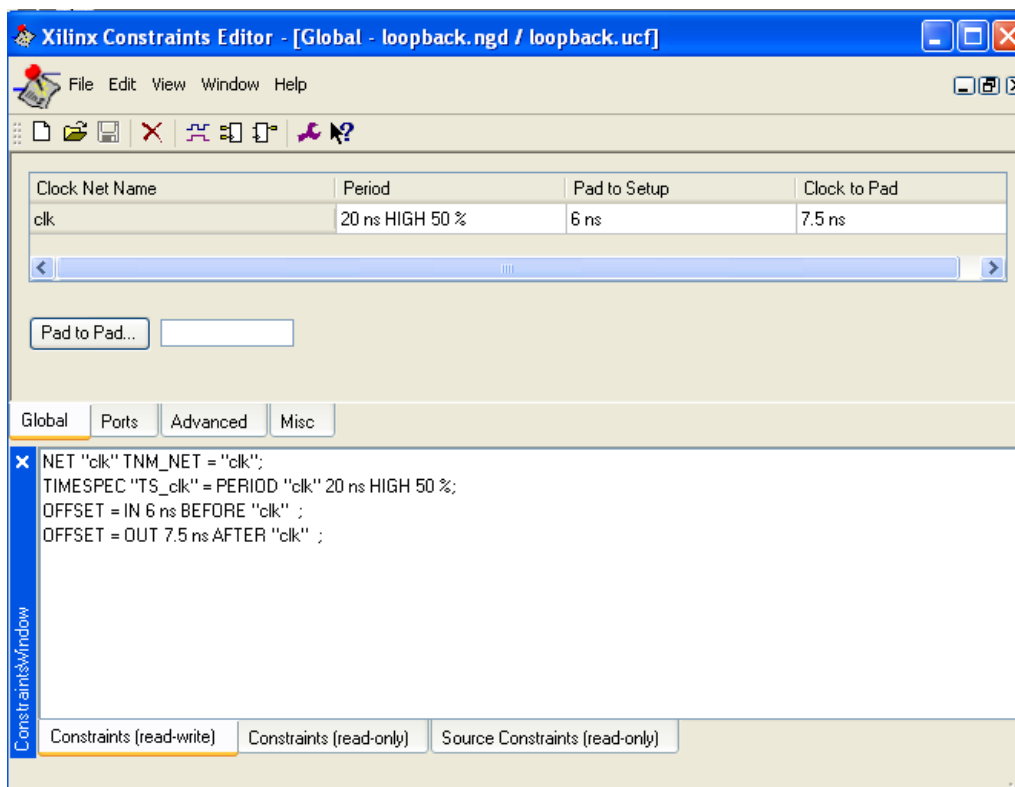 Xilinx Constraints Editor - [Global - loopback.ngd / loopback.ucf]
File Edit View Window Help
Clock Net Name Period Pad to Setup Clock to Pad
clk 20 ns HIGH 50 % 6 ns 7.5 ns
Pad to Pad...
Global Ports Advanced Misc
NET "clk" TNM_NET = "clk";
TIMESPEC "TS_clk" = PERIOD "clk" 20 ns HIGH 50 %;
OFFSET = IN 6 ns BEFORE "clk" ;
OFFSET = OUT 7.5 ns AFTER "clk" ;
ConstraintsWindow
Constraints (read-write) Constraints (read-only) Source Constraints (read-only)